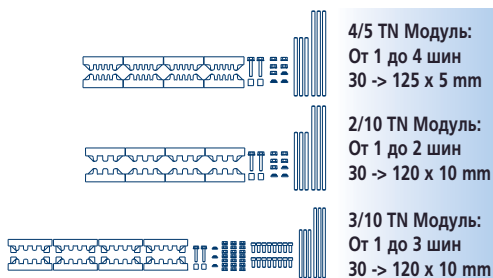 4/5 TN Модуль:
От 1 до 4 шин
30 -> 125 x 5 mm
2/10 TN Модуль:
От 1 до 2 шин
30 -> 120 x 10 mm
3/10 TN Модуль:
От 1 до 3 шин
30 -> 120 x 10 mm